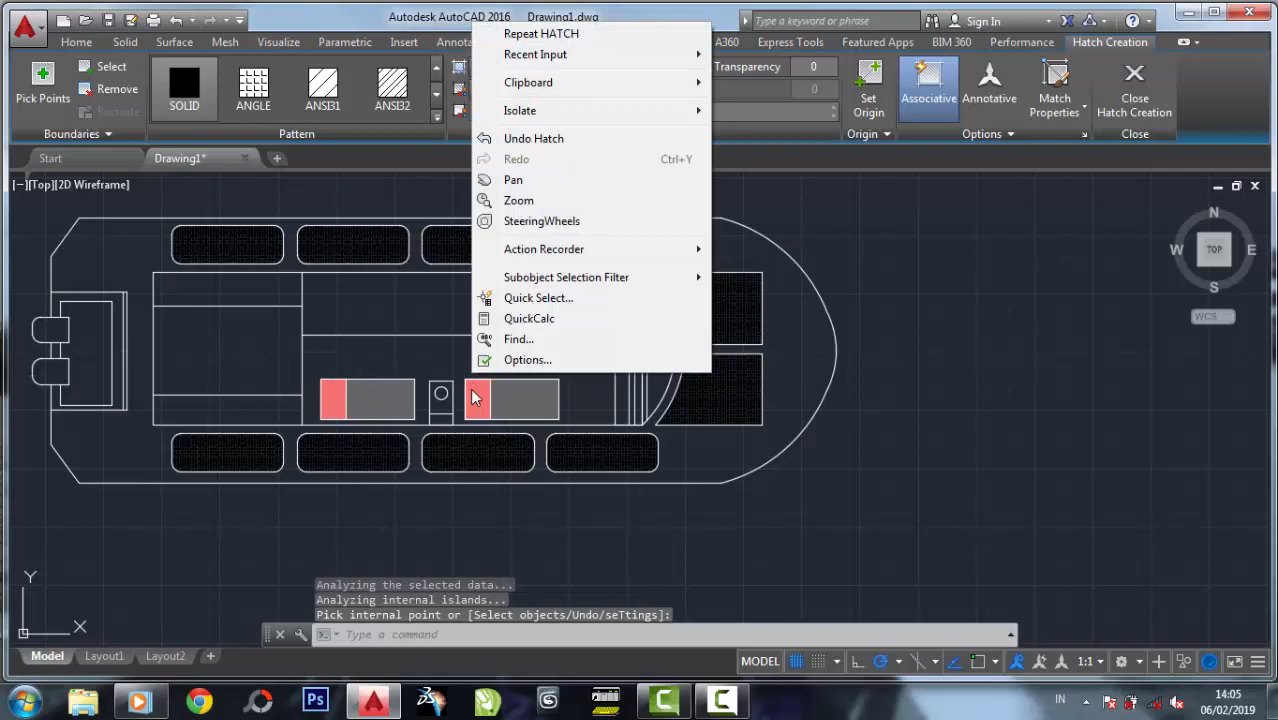 Autodesk AutoCAD 2016 Drawing1.dwg
Type a keyword or phrase
Sign In
Home Solid Surface Mesh Visualize Parametric Insert Annota
A360 Express Tools Featured Apps BIM 360 Performance Hatch Creation
Pick Points
Select
Remove
Recreate
Boundaries
SOLID
ANGLE
ANSI31
ANSI32
Pattern
Transparency 0
0
Set
Origin
Origin
Associative
Annotative
Match
Properties
Options
Close
Hatch Creation
Close
Start
Drawing1*
[−][Top][2D Wireframe]
Repeat HATCH
Recent Input
Clipboard
Isolate
Undo Hatch
Redo Ctrl+Y
Pan
Zoom
SteeringWheels
Action Recorder
Subobject Selection Filter
Quick Select...
QuickCalc
Find...
Options...
N
W TOP E
S
WCS
Y
X
Analyzing the selected data...
Analyzing internal islands...
Pick internal point or [Select objects/Undo/seTtings]:
Type a command
Model Layout1 Layout2
MODEL
1:1
Ps
IN
14:05
06/02/2019